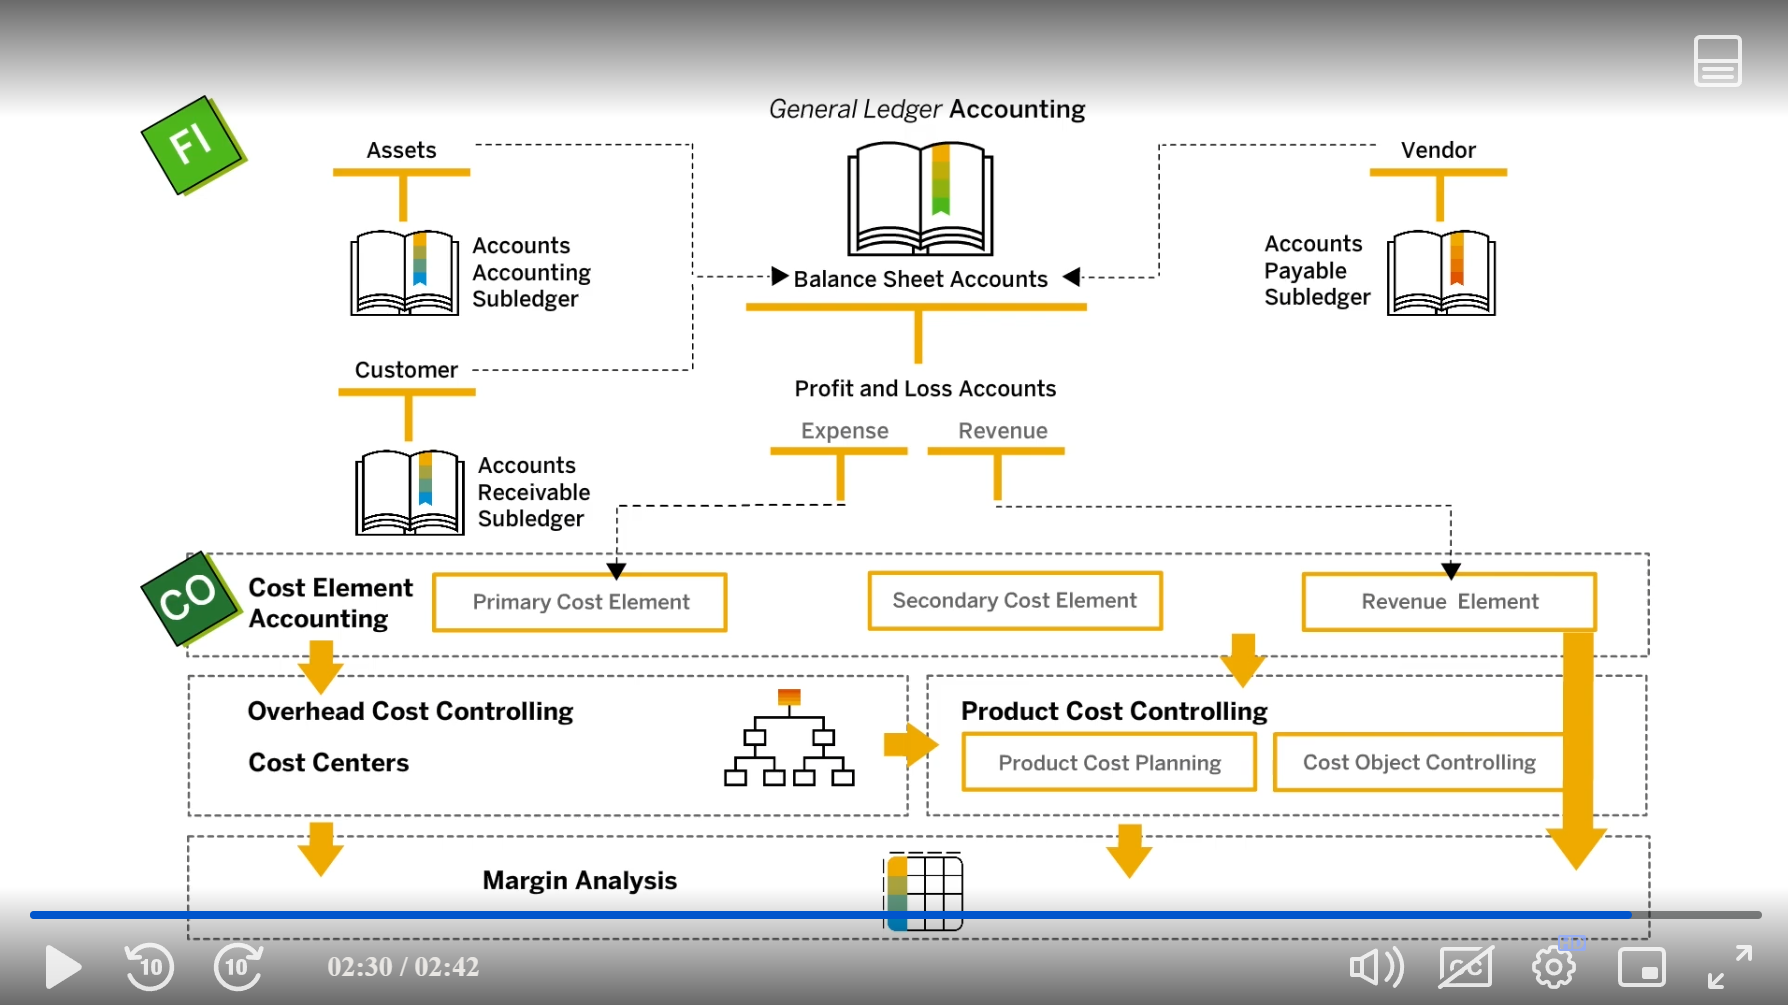 General Ledger Accounting
FI
Assets
Vendor
Accounts
Accounting
Subledger
Balance Sheet Accounts
Accounts
Payable
Subledger
Customer
Profit and Loss Accounts
Expense
Revenue
Accounts
Receivable
Subledger
CO
Cost Element
Accounting
Primary Cost Element
Secondary Cost Element
Revenue Element
Overhead Cost Controlling
Cost Centers
Product Cost Controlling
Product Cost Planning
Cost Object Controlling
Margin Analysis
10
10
02:30 / 02:42
CC